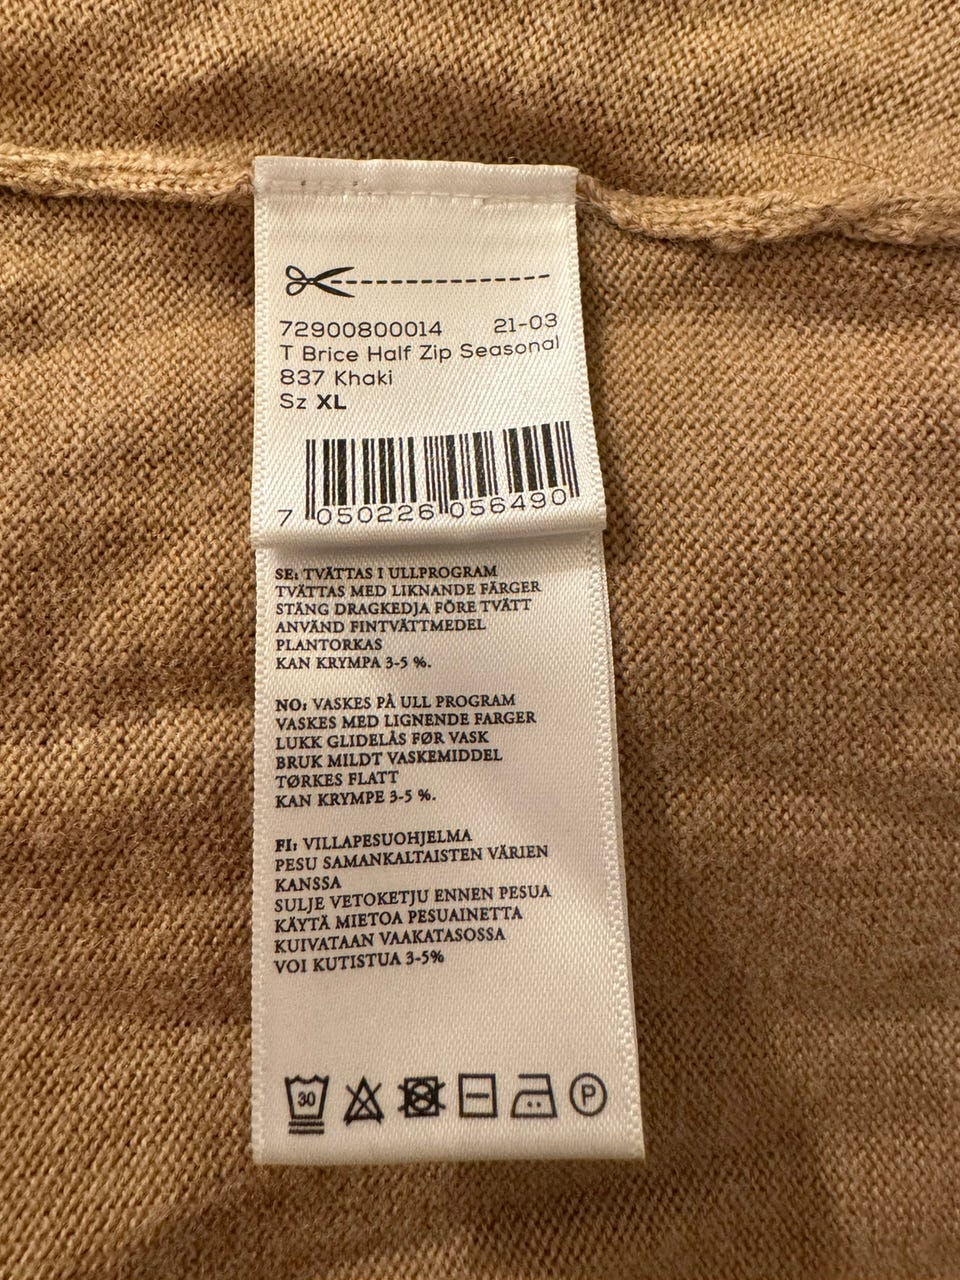 72900800014 21-03
T Brice Half Zip Seasonal
837 Khaki
Sz XL
7 050226 056490
SE: TVÄTTAS I ULLPROGRAM
TVÄTTAS MED LIKNANDE FÄRGER
STÄNG DRAGKEDJA FÖRE TVÄTT
ANVÄND FINTVÄTTMEDEL
PLANTORKAS
KAN KRYMPA 3-5 %.
NO: VASKES PÅ ULL PROGRAM
VASKES MED LIGNENDE FARGER
LUKK GLIDELÅS FØR VASK
BRUK MILDT VASKEMIDDEL
TØRKES FLATT
KAN KRYMPE 3-5 %.
FI: VILLAPESUOHJELMA
PESU SAMANKALTAISTEN VÄRIEN
KANSSA
SULJE VETOKETJU ENNEN PESUA
KÄYTÄ MIETOA PESUAINETTA
KUIVATAAN VAAKATASOSSA
VOI KUTISTUA 3-5%
30 P